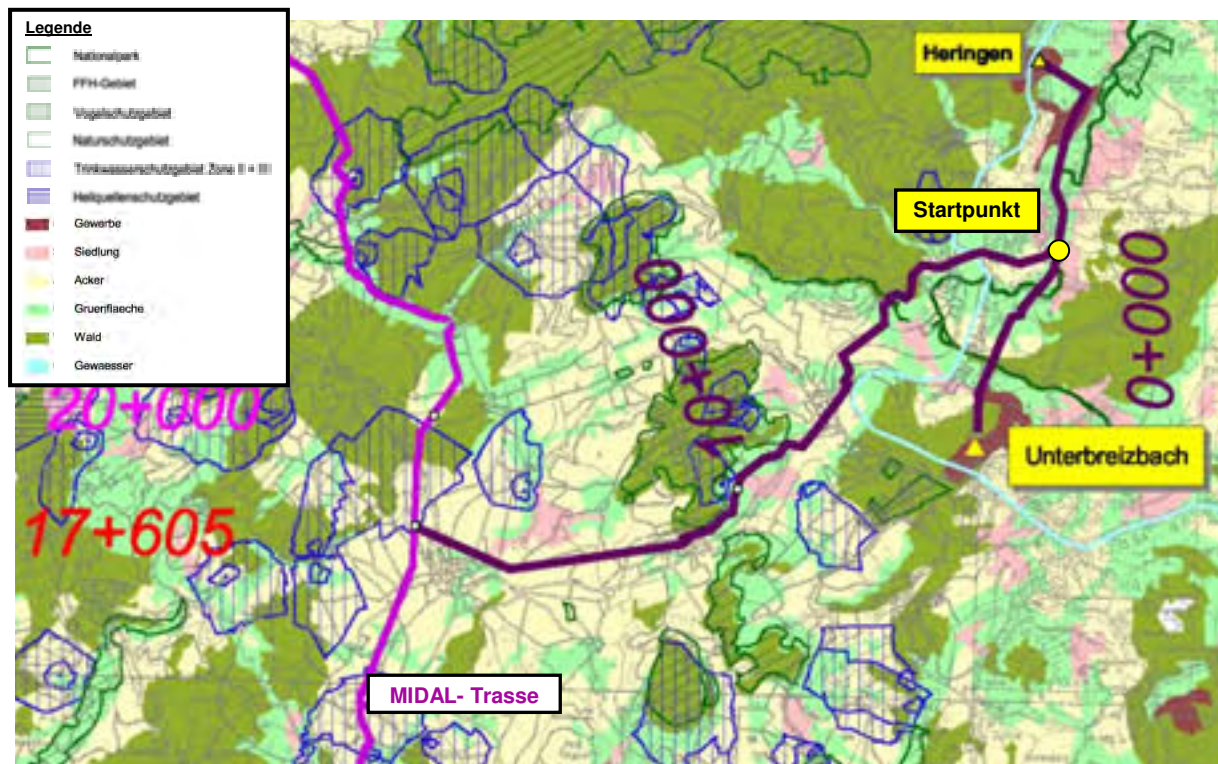 Legende
Nationalpark
FFH-Gebiet
Vogelschutzgebiet
Naturschutzgebiet
Trinkwasserschutzgebiet Zone II + III
Heilquellenschutzgebiet
Gewerbe
Siedlung
Acker
Gruenflaeche
Wald
Gewaesser
Heringen
Startpunkt
0+000
10+000
20+000
Unterbreizbach
17+605
MIDAL- Trasse